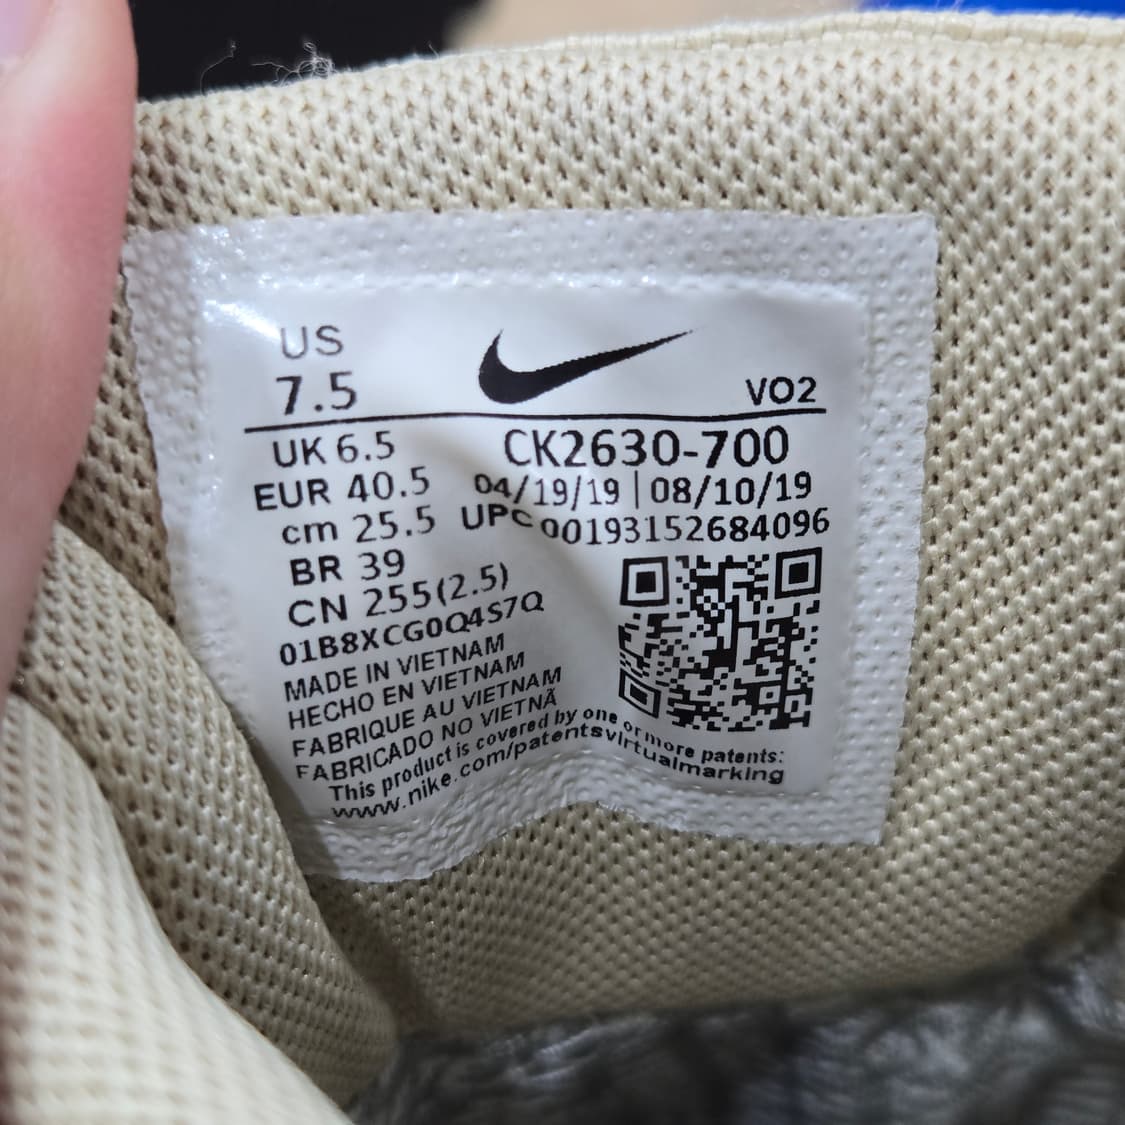 US
7.5
VO2
UK 6.5
CK2630-700
EUR 40.5
04/19/19 | 08/10/19
cm 25.5
UPC 00193152684096
BR 39
CN 255(2.5)
01B8XCG0Q4S7Q
MADE IN VIETNAM
HECHO EN VIETNAM
FABRIQUE AU VIETNAM
FABRICADO NO VIETNÃ
This product is covered by one or more patents:
www.nike.com/patentsvirtualmarking